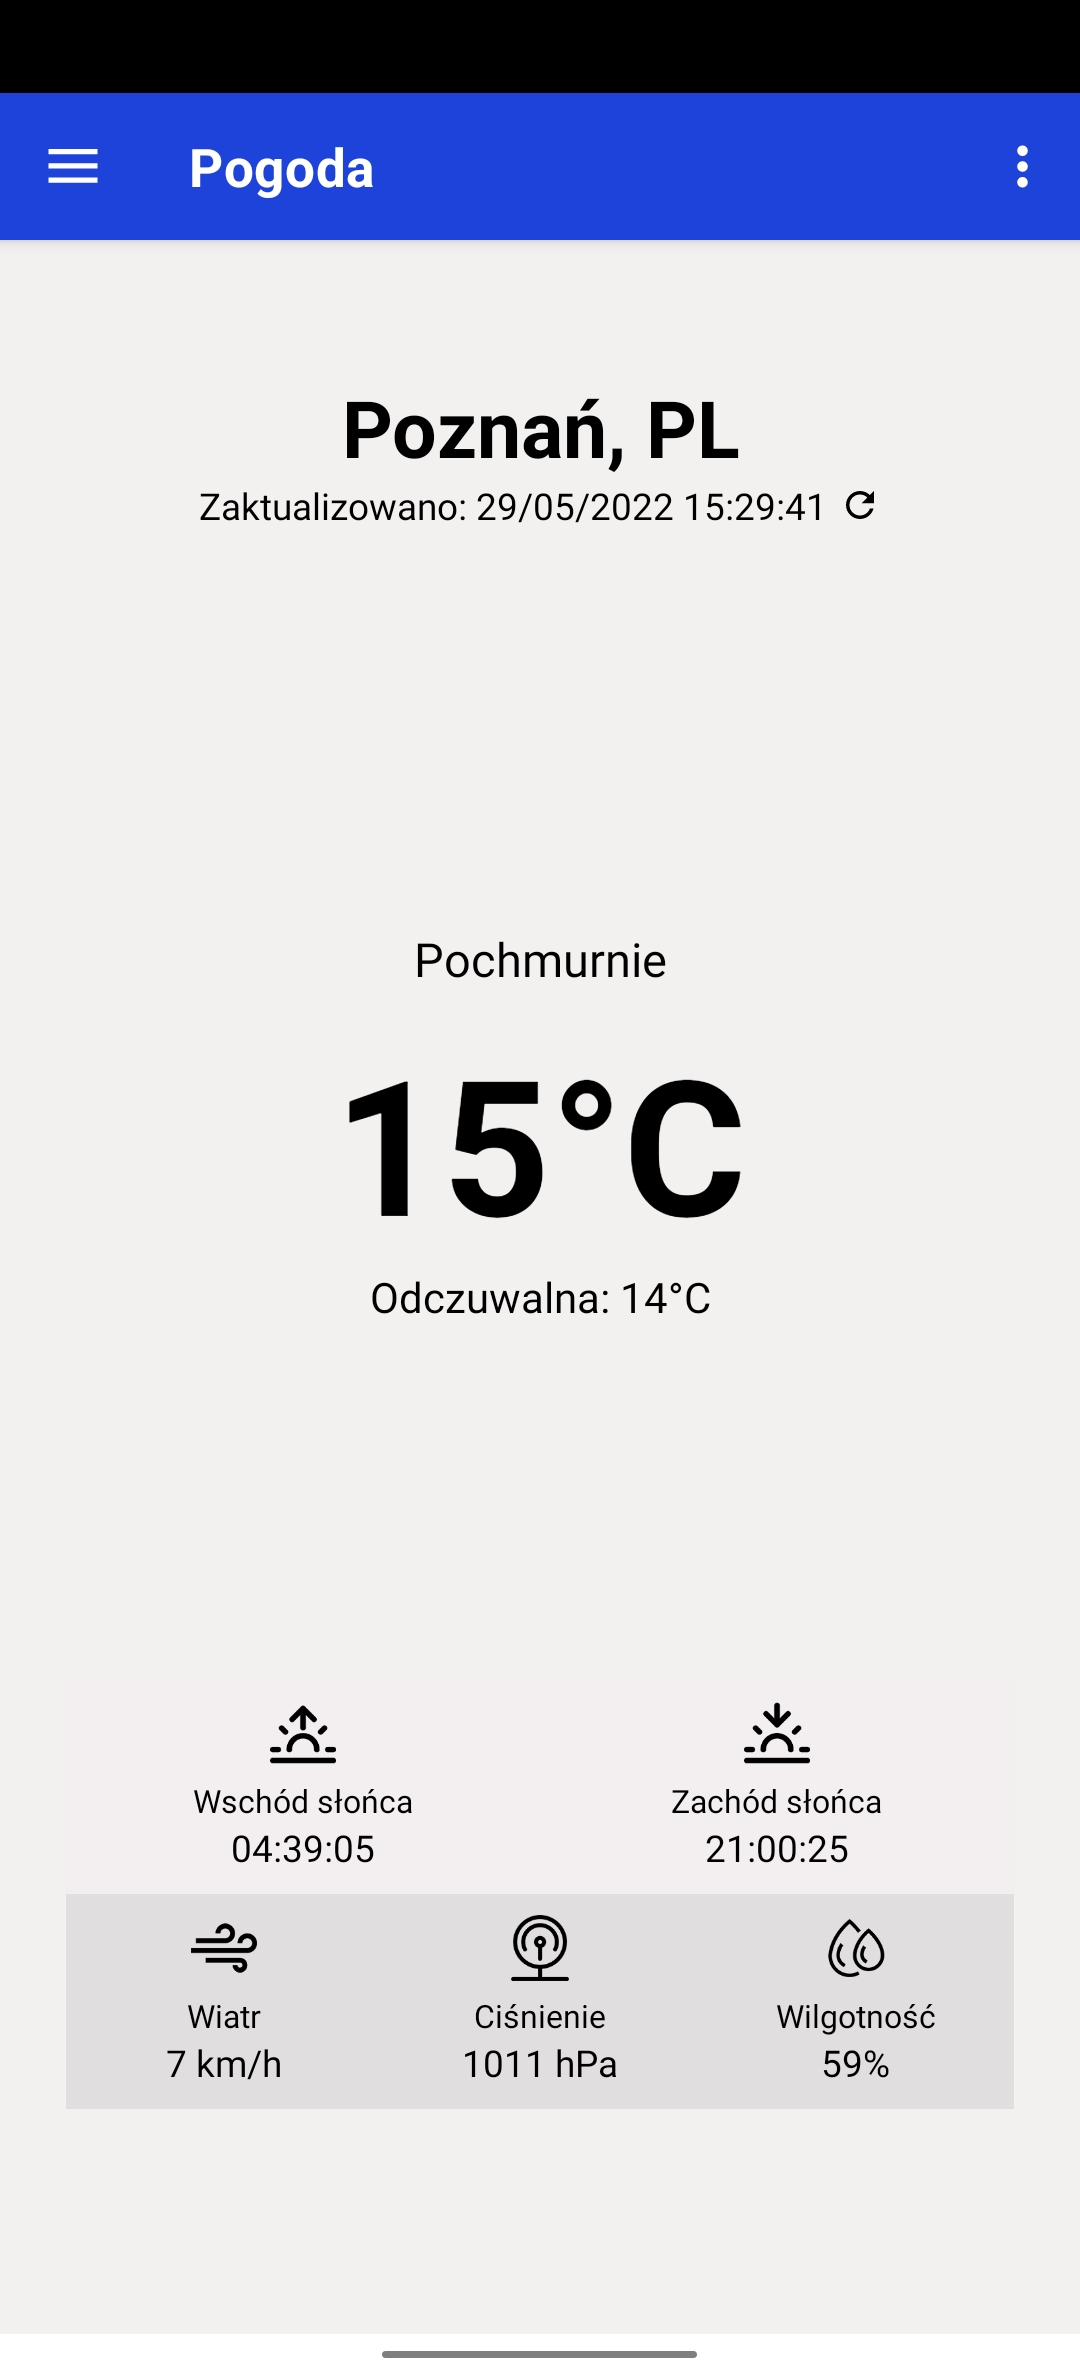 Pogoda
Poznań, PL
Zaktualizowano: 29/05/2022 15:29:41
Pochmurnie
15°C
Odczuwalna: 14°C
Wschód słońca
04:39:05
Zachód słońca
21:00:25
Wiatr
7 km/h
Ciśnienie
1011 hPa
Wilgotność
59%